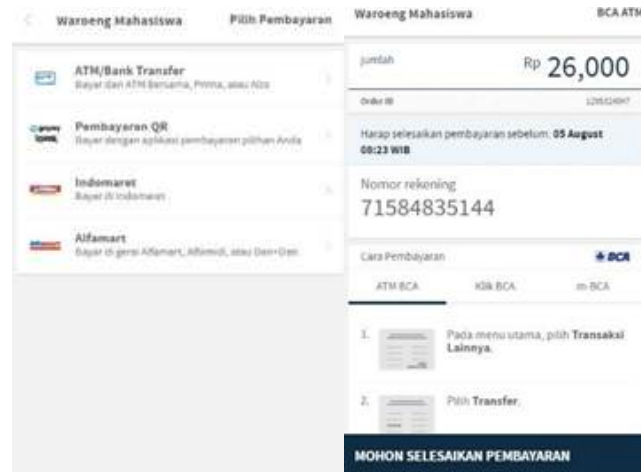 Waroeng Mahasiswa
Pilih Pembayaran
ATM/Bank Transfer
Bayar dari ATM Bersama, Prima, atau Alto
Pembayaran QR
Bayar dengan aplikasi pembayaran pilihan Anda
Indomaret
Bayar di Indomaret
Alfamart
Bayar di gerai Alfamart, Alfamidi, atau Dan+Dan
Waroeng Mahasiswa
BCA ATM
jumlah
Rp 26,000
Order ID
Harap selesaikan pembayaran sebelum: 05 August
08:23 WIB
Nomor rekening
71584835144
Cara Pembayaran
BCA
ATM BCA
Klik BCA
m-BCA
1.
Pada menu utama, pilih Transaksi
Lainnya.
2.
Pilih Transfer.
MOHON SELESAIKAN PEMBAYARAN